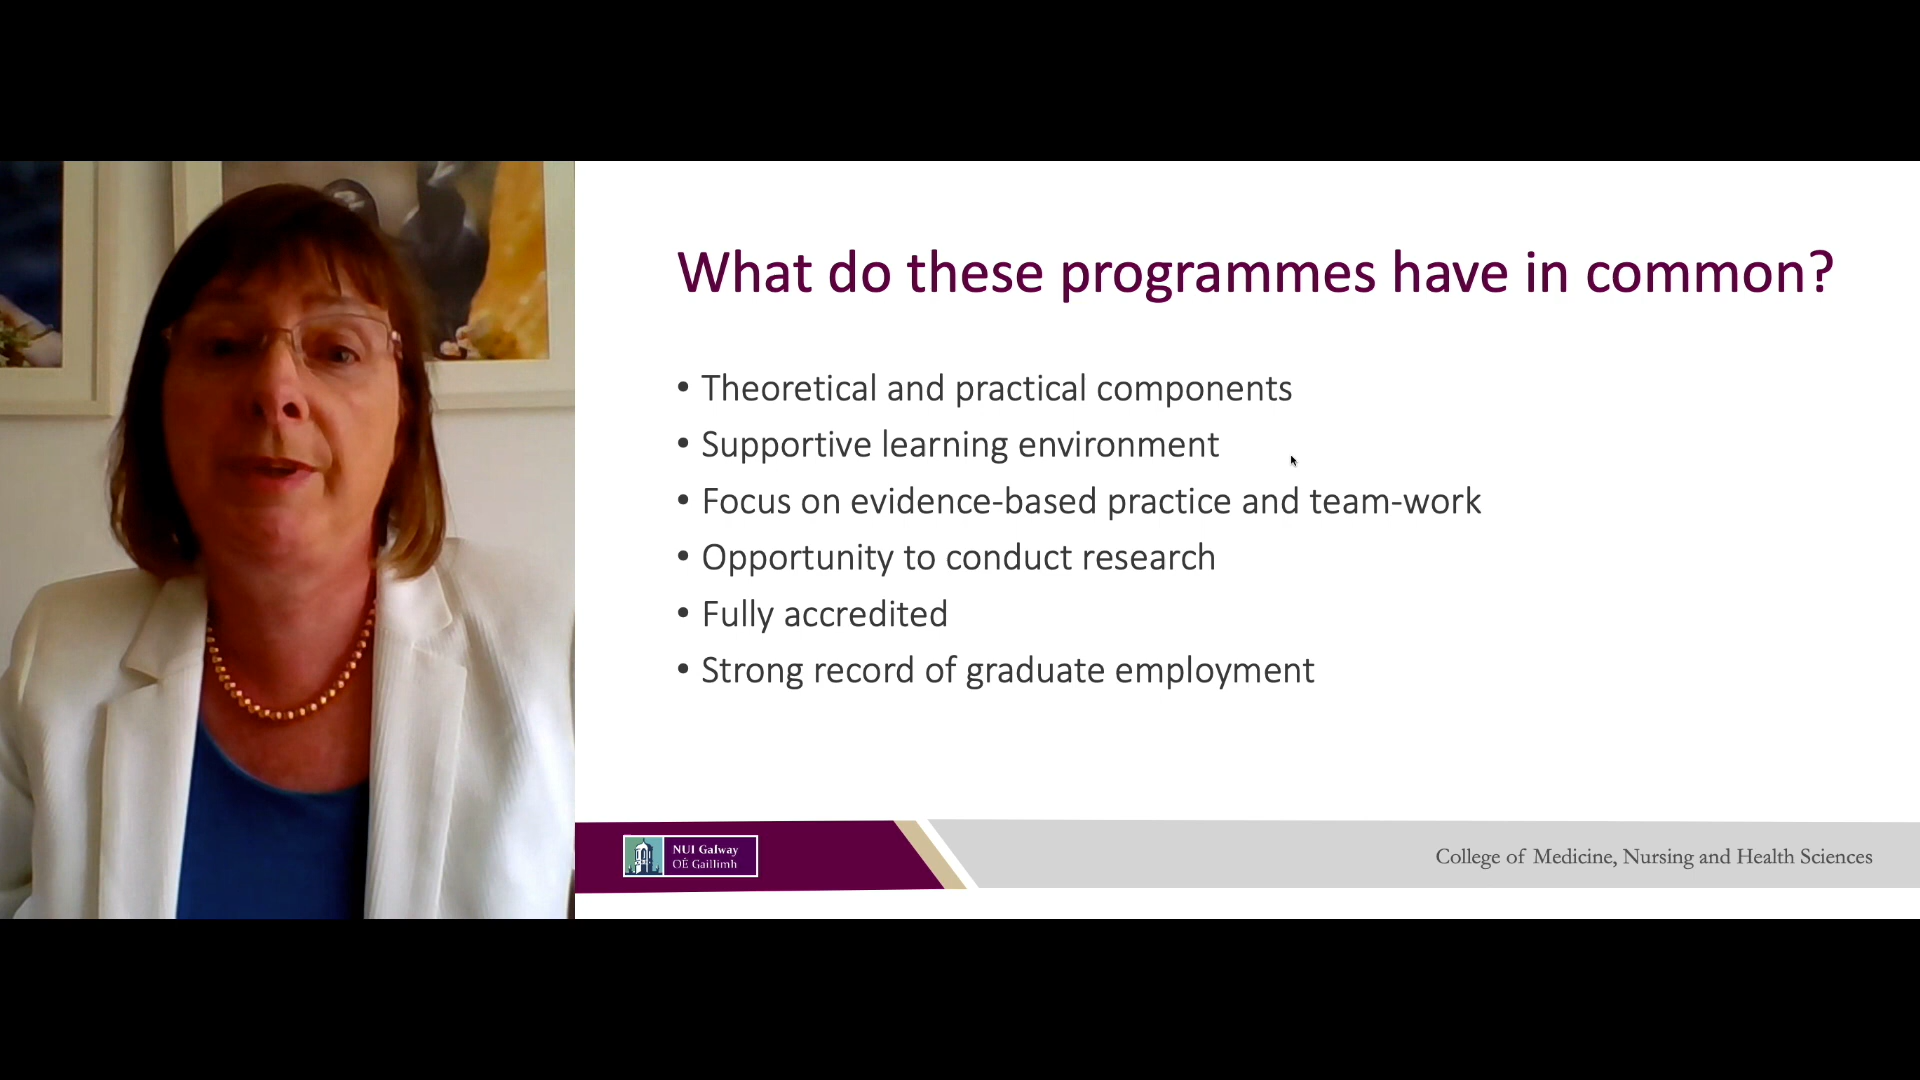 What do these programmes have in common?
• Theoretical and practical components
• Supportive learning environment
• Focus on evidence-based practice and team-work
• Opportunity to conduct research
• Fully accredited
• Strong record of graduate employment
NUI Galway
OÉ Gaillimh
College of Medicine, Nursing and Health Sciences